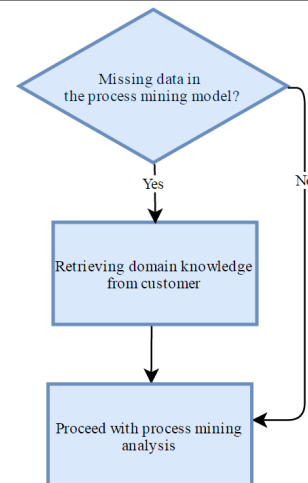 Missing data in
the process mining model?
Yes
Retrieving domain knowledge
from customer
Proceed with process mining
analysis